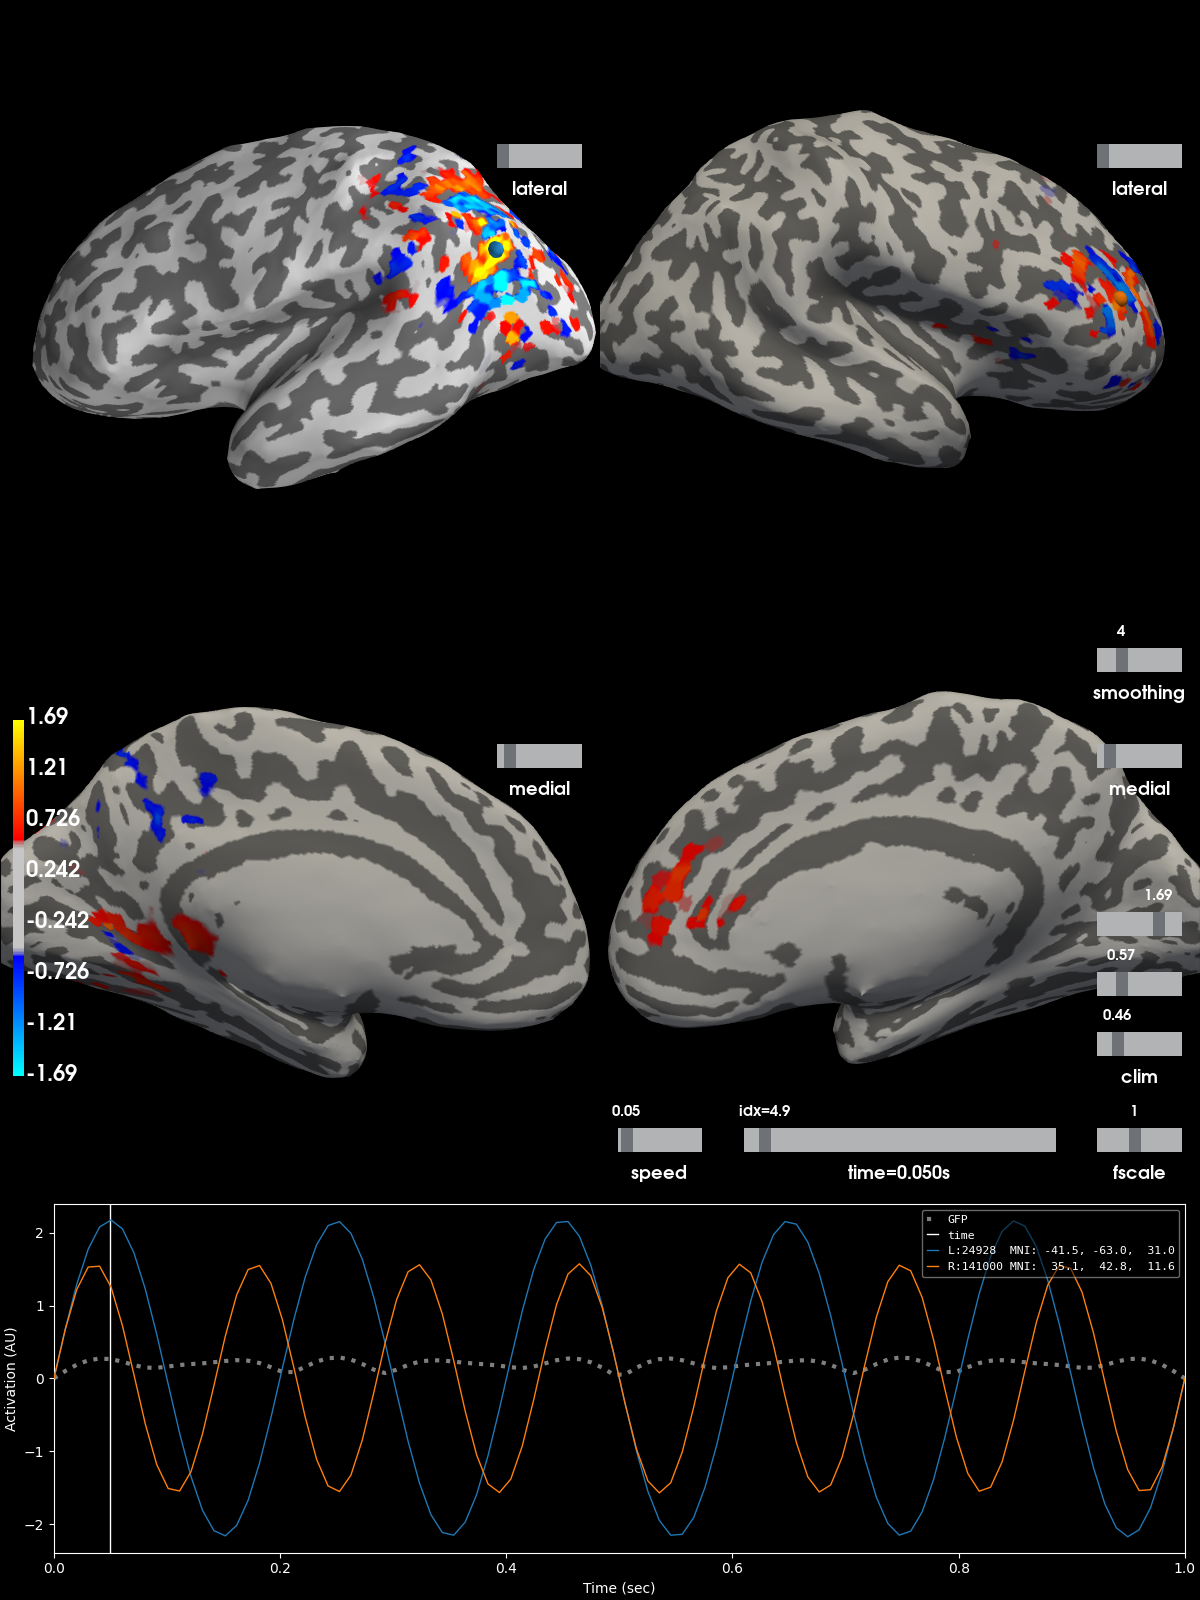 lateral
lateral
4
smoothing
1.69
1.21
0.726
0.242
-0.242
-0.726
-1.21
-1.69
medial
medial
1.69
0.57
0.46
clim
0.05
speed
idx=4.9
time=0.050s
1
fscale
GFP
time
L:24928 MNI: -41.5, -63.0, 31.0
R:141000 MNI: 35.1, 42.8, 11.6
Activation (AU)
2
1
0
−1
−2
0.0
0.2
0.4
0.6
0.8
1.0
Time (sec)